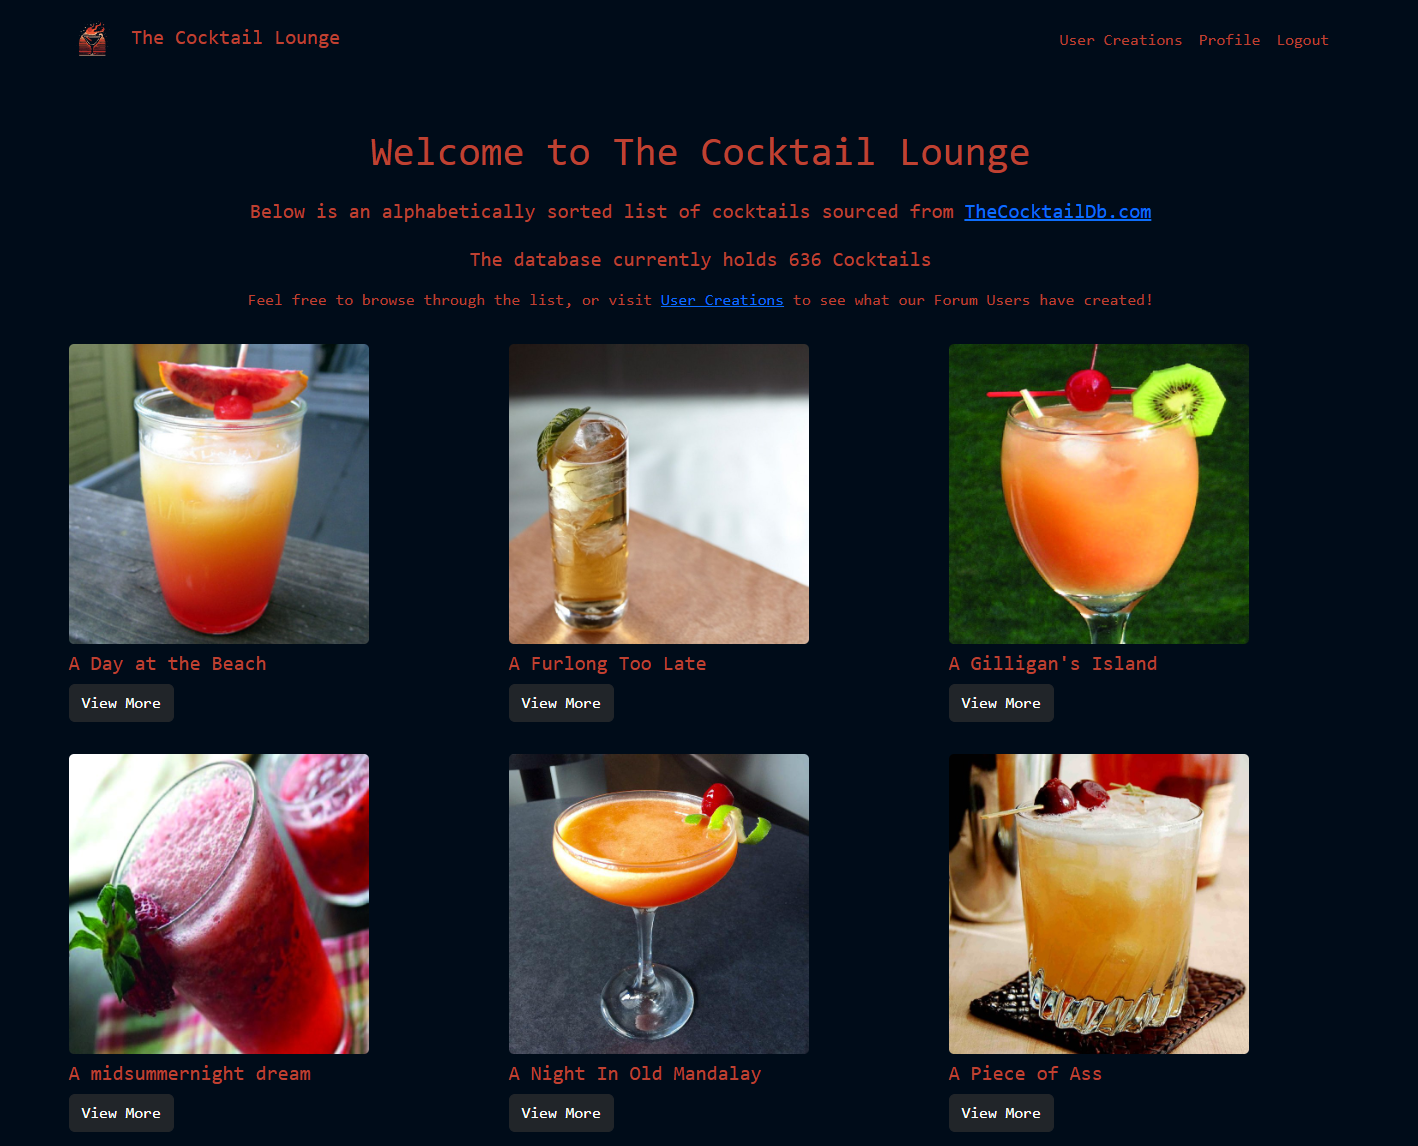 The Cocktail Lounge
User Creations Profile Logout
Welcome to The Cocktail Lounge
Below is an alphabetically sorted list of cocktails sourced from TheCocktailDb.com
The database currently holds 636 Cocktails
Feel free to browse through the list, or visit User Creations to see what our Forum Users have created!
A Day at the Beach
View More
A Furlong Too Late
View More
A Gilligan's Island
View More
A midsummernight dream
View More
A Night In Old Mandalay
View More
A Piece of Ass
View More